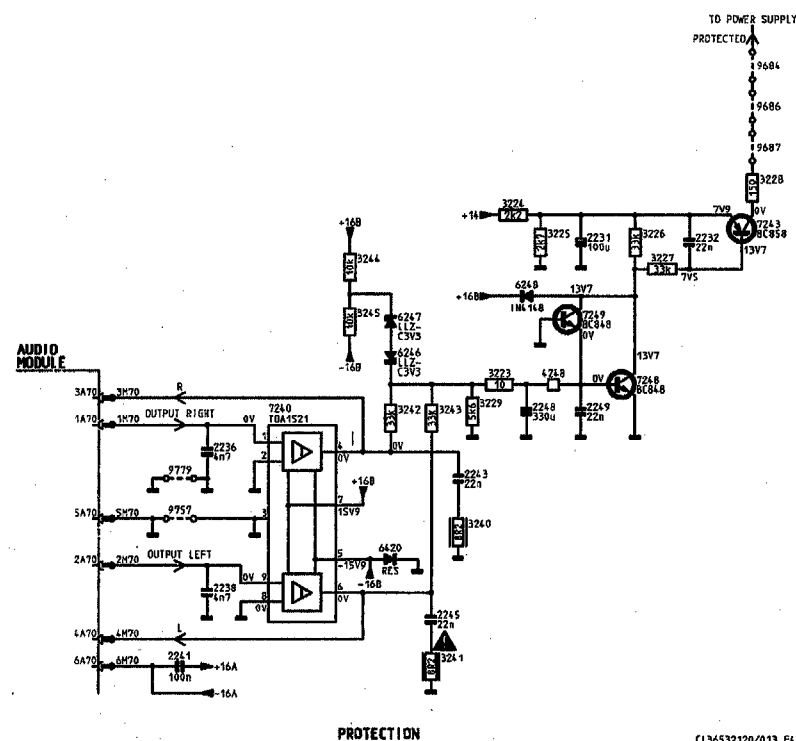 TO POWER SUPPLY
PROTECTED
9684
9686
9687
3228
150
+14
3224
2k2
7V9
0V
7243
BC858
3225
2k7
2231
100u
3226
33k
2232
22n
13V7
3227
33k
7V5
+16B
3244
10k
3245
10k
-16B
+16B
6248
1N4148
13V7
7249
BC848
0V
6247
LLZ-
C3V3
6246
LLZ-
C3V3
13V7
3223
10
4248
0V
7248
BC848
3242
33k
3243
33k
3229
5k6
2248
330u
2249
22n
AUDIO
MODULE
3A70
3M70
R
1A70
1M70
OUTPUT RIGHT
0V
7240
TDA1521
1
2
4
0V
0V
2236
4n7
9779
+16B
7
15V9
2243
22n
3240
8R2
5A70
5M70
9757
3
5
-15V9
6420
RES
-16B
2A70
2M70
OUTPUT LEFT
0V
9
8
0V
6
0V
2238
4n7
2245
22n
3241
8R2
4A70
4M70
L
6A70
6M70
2241
100n
+16A
-16A
PROTECTION